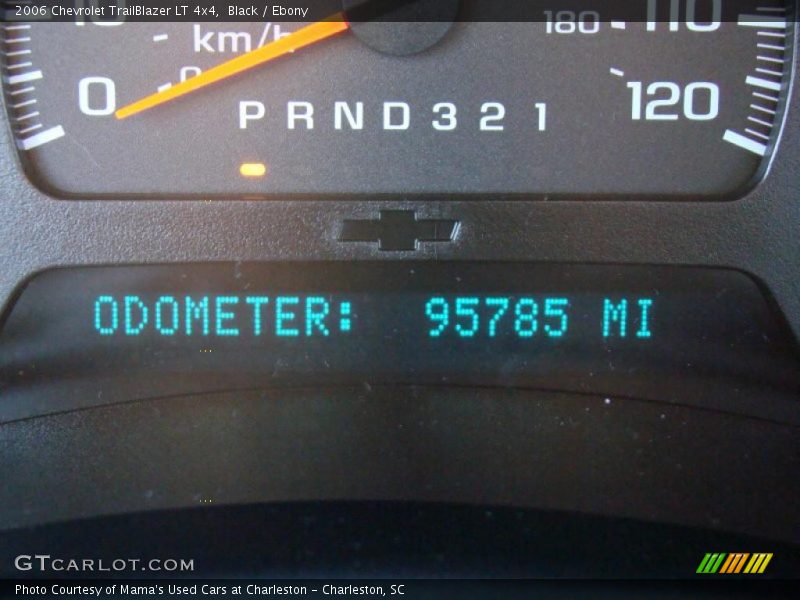 2006 Chevrolet TrailBlazer LT 4x4, Black / Ebony
180
110
km/h
0
0
120
P R N D 3 2 1
ODOMETER: 95785 MI
GTCARLOT.COM
Photo Courtesy of Mama's Used Cars at Charleston - Charleston, SC